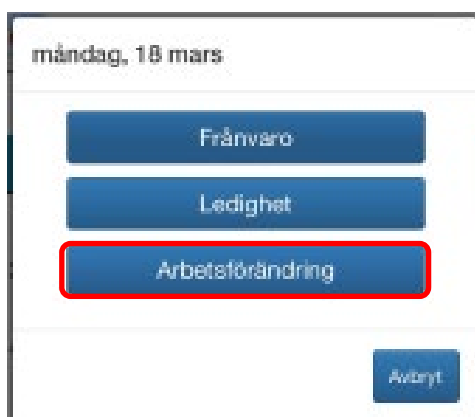 måndag, 18 mars
Frånvaro
Ledighet
Arbetsförändring
Avbryt